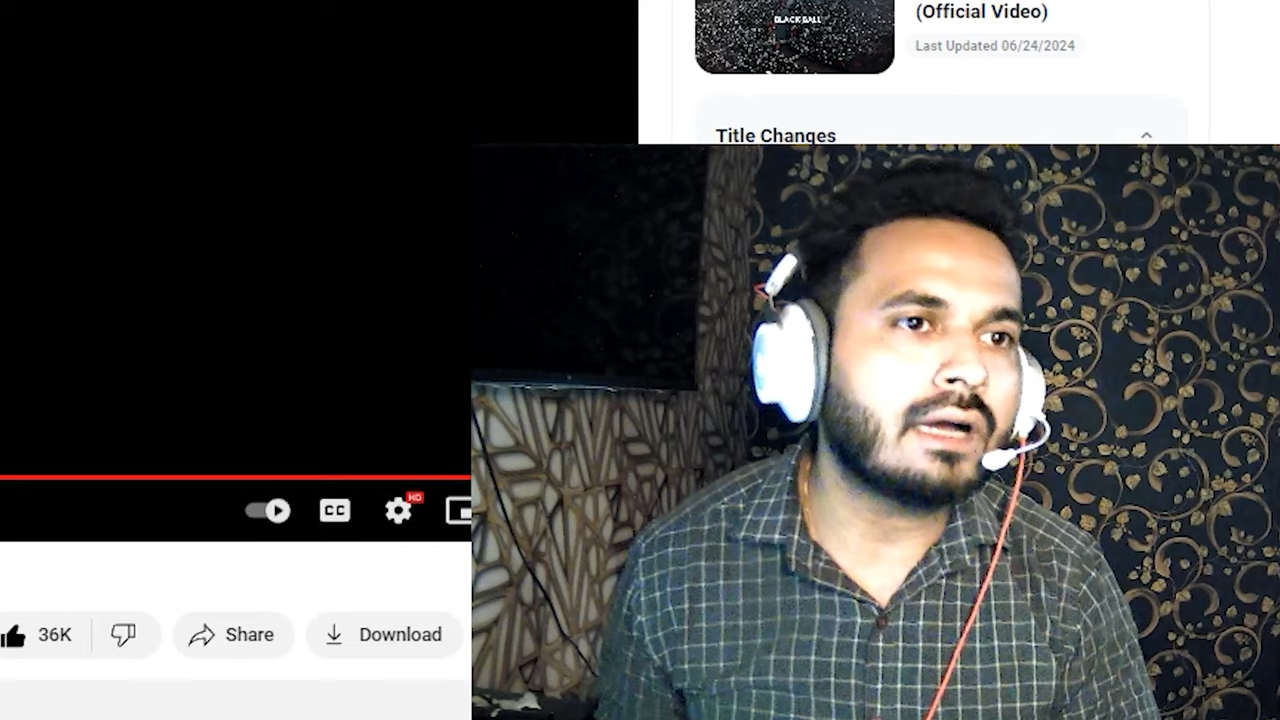 BLACK BALL
(Official Video)
Last Updated 06/24/2024
Title Changes
HD
CC
36K
Share
Download